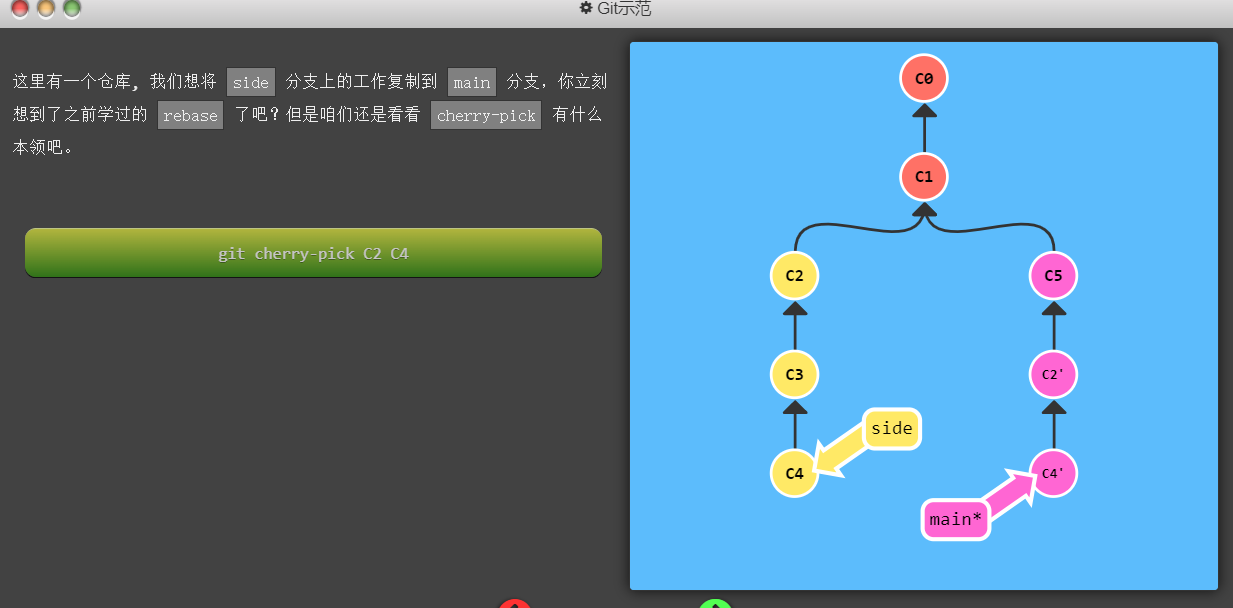 Git示范
这里有一个仓库, 我们想将 side 分支上的工作复制到 main 分支，你立刻
想到了之前学过的 rebase 了吧？但是咱们还是看看 cherry-pick 有什么
本领吧。
git cherry-pick C2 C4
C0
C1
C2
C5
C3
C2'
side
C4
C4'
main*